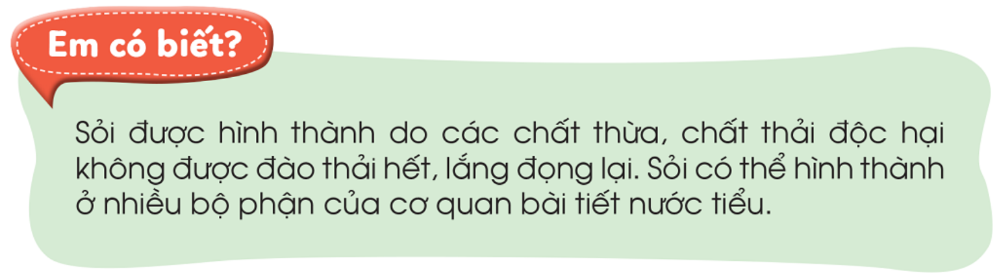 Em có biết?
Sỏi được hình thành do các chất thừa, chất thải độc hại
không được đào thải hết, lắng đọng lại. Sỏi có thể hình thành
ở nhiều bộ phận của cơ quan bài tiết nước tiểu.